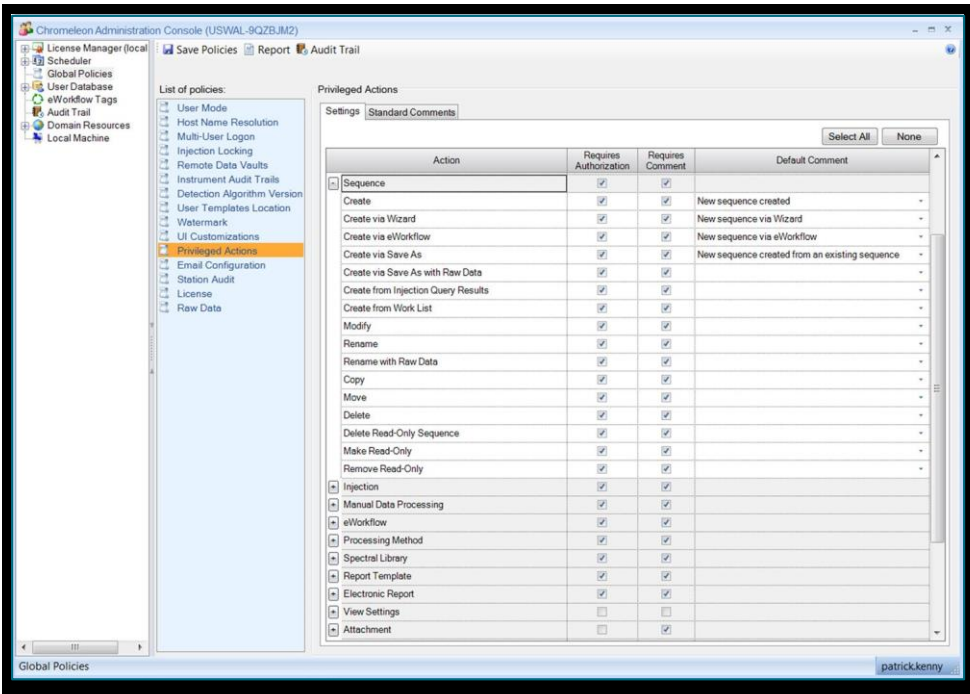 Chromeleon Administration Console (USWAL-9QZBJM2)
License Manager (local
Scheduler
Global Policies
User Database
eWorkflow Tags
Audit Trail
Domain Resources
Local Machine
Save Policies Report Audit Trail
List of policies:
User Mode
Host Name Resolution
Multi-User Logon
Injection Locking
Remote Data Vaults
Instrument Audit Trails
Detection Algorithm Version
User Templates Location
Watermark
UI Customizations
Privileged Actions
Email Configuration
Station Audit
License
Raw Data
Privileged Actions
Settings Standard Comments
Select All None
Action Requires Authorization Requires Comment Default Comment
Sequence
Create New sequence created
Create via Wizard New sequence via Wizard
Create via eWorkflow New sequence via eWorkflow
Create via Save As New sequence created from an existing sequence
Create via Save As with Raw Data
Create from Injection Query Results
Create from Work List
Modify
Rename
Rename with Raw Data
Copy
Move
Delete
Delete Read-Only Sequence
Make Read-Only
Remove Read-Only
Injection
Manual Data Processing
eWorkflow
Processing Method
Spectral Library
Report Template
Electronic Report
View Settings
Attachment
Global Policies
patrick.kenny